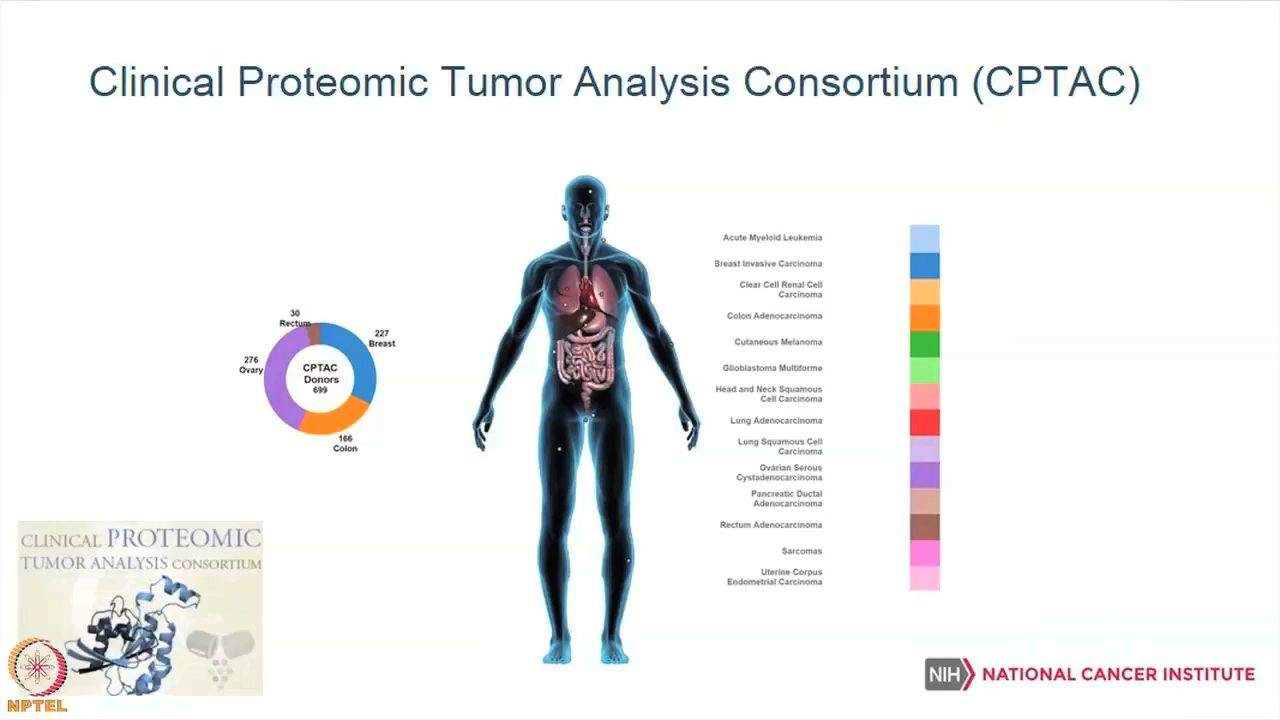 Clinical Proteomic Tumor Analysis Consortium (CPTAC)
30
Rectum
227
Breast
276
Ovary
CPTAC
Donors
699
166
Colon
Acute Myeloid Leukemia
Breast Invasive Carcinoma
Clear Cell Renal Cell
Carcinoma
Colon Adenocarcinoma
Cutaneous Melanoma
Glioblastoma Multiforme
Head and Neck Squamous
Cell Carcinoma
Lung Adenocarcinoma
Lung Squamous Cell
Carcinoma
Ovarian Serous
Cystadenocarcinoma
Pancreatic Ductal
Adenocarcinoma
Rectum Adenocarcinoma
Sarcomas
Uterine Corpus
Endometrial Carcinoma
CLINICAL PROTEOMIC
TUMOR ANALYSIS CONSORTIUM
NPTEL
NIH NATIONAL CANCER INSTITUTE